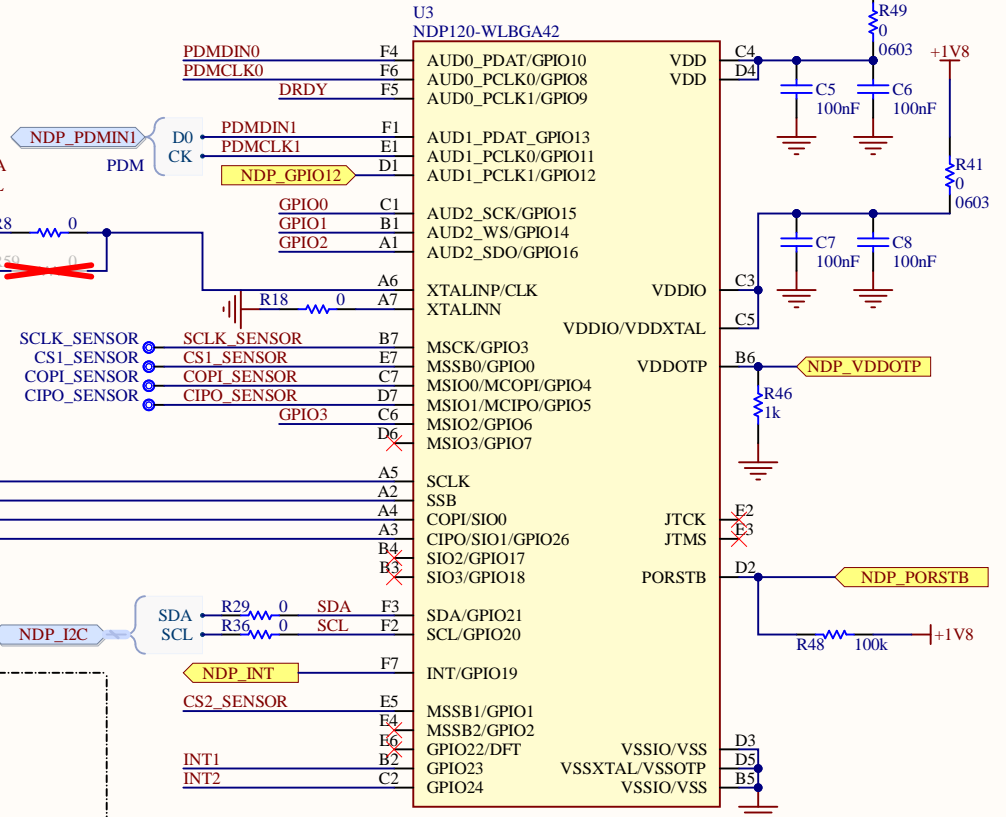 U3
NDP120-WLBGA42
R49
0
0603
+1V8
PDMDIN0 F4 AUD0_PDAT/GPIO10 VDD C4
PDMCLK0 F6 AUD0_PCLK0/GPIO8 VDD D4
DRDY F5 AUD0_PCLK1/GPIO9
C5
100nF
C6
100nF
NDP_PDMIN1 D0 PDMDIN1 F1 AUD1_PDAT_GPIO13
PDM CK PDMCLK1 E1 AUD1_PCLK0/GPIO11
NDP_GPIO12 D1 AUD1_PCLK1/GPIO12
R41
0
0603
GPIO0 C1 AUD2_SCK/GPIO15
GPIO1 B1 AUD2_WS/GPIO14
GPIO2 A1 AUD2_SDO/GPIO16
C7
100nF
C8
100nF
R8 0
59 0
A6 XTALINP/CLK VDDIO C3
R18 0 A7 XTALINN
VDDIO/VDDXTAL C5
SCLK_SENSOR SCLK_SENSOR B7 MSCK/GPIO3
CS1_SENSOR CS1_SENSOR E7 MSSB0/GPIO0 VDDOTP B6 NDP_VDDOTP
COPI_SENSOR COPI_SENSOR C7 MSIO0/MCOPI/GPIO4
CIPO_SENSOR CIPO_SENSOR D7 MSIO1/MCIPO/GPIO5
R46
1k
GPIO3 C6 MSIO2/GPIO6
D6 MSIO3/GPIO7
A5 SCLK
A2 SSB
A4 COPI/SIO0 JTCK E2
A3 CIPO/SIO1/GPIO26 JTMS E3
B4 SIO2/GPIO17
B3 SIO3/GPIO18 PORSTB D2 NDP_PORSTB
NDP_I2C SDA R29 0 SDA F3 SDA/GPIO21
SCL R36 0 SCL F2 SCL/GPIO20
R48 100k +1V8
NDP_INT F7 INT/GPIO19
CS2_SENSOR E5 MSSB1/GPIO1
E4 MSSB2/GPIO2
E6 GPIO22/DFT VSSIO/VSS D3
INT1 B2 GPIO23 VSSXTAL/VSSOTP D5
INT2 C2 GPIO24 VSSIO/VSS B5